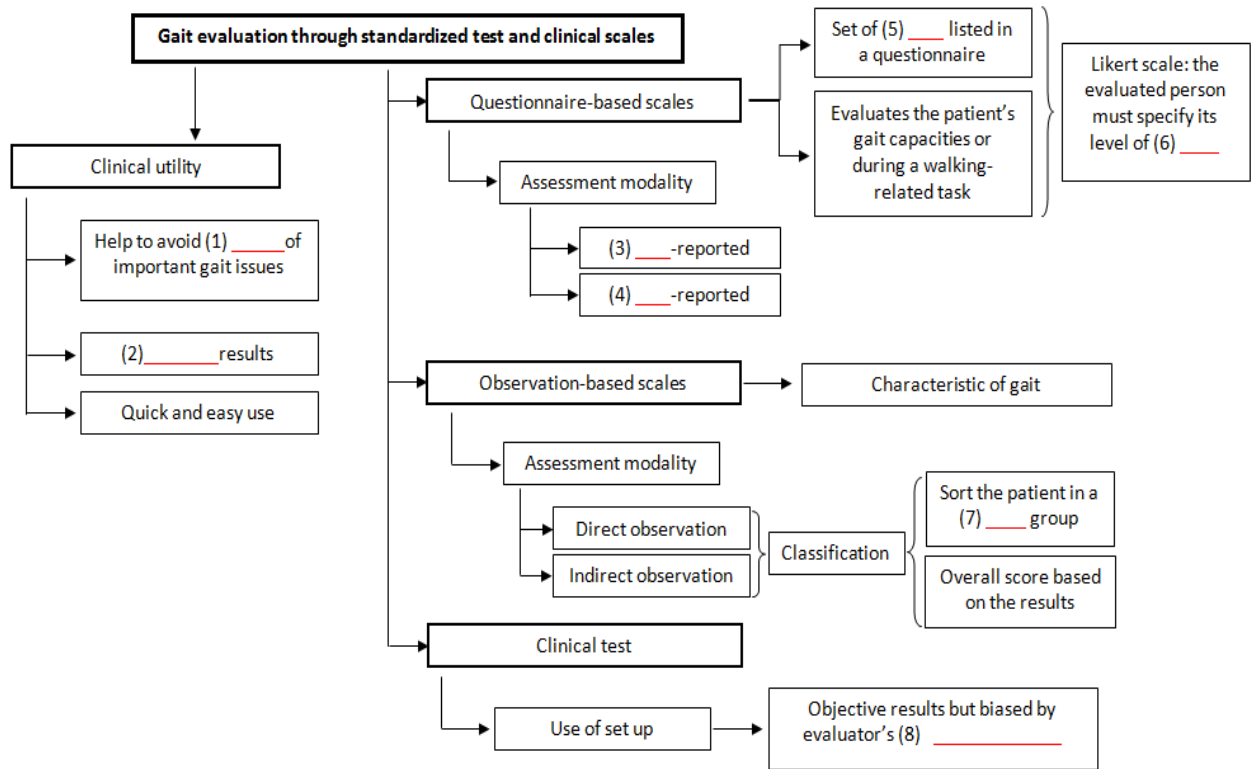 Gait evaluation through standardized test and clinical scales
Clinical utility
Help to avoid (1) _____of
important gait issues
(2)_______results
Quick and easy use
Questionnaire-based scales
Assessment modality
(3) ____-reported
(4) ____-reported
Set of (5) ____ listed in
a questionnaire
Evaluates the patient's
gait capacities or
during a walking-
related task
Likert scale: the
evaluated person
must specify its
level of (6) ____
Observation-based scales
Characteristic of gait
Assessment modality
Direct observation
Indirect observation
Classification
Sort the patient in a
(7) ____ group
Overall score based
on the results
Clinical test
Use of set up
Objective results but biased by
evaluator's (8) _____________